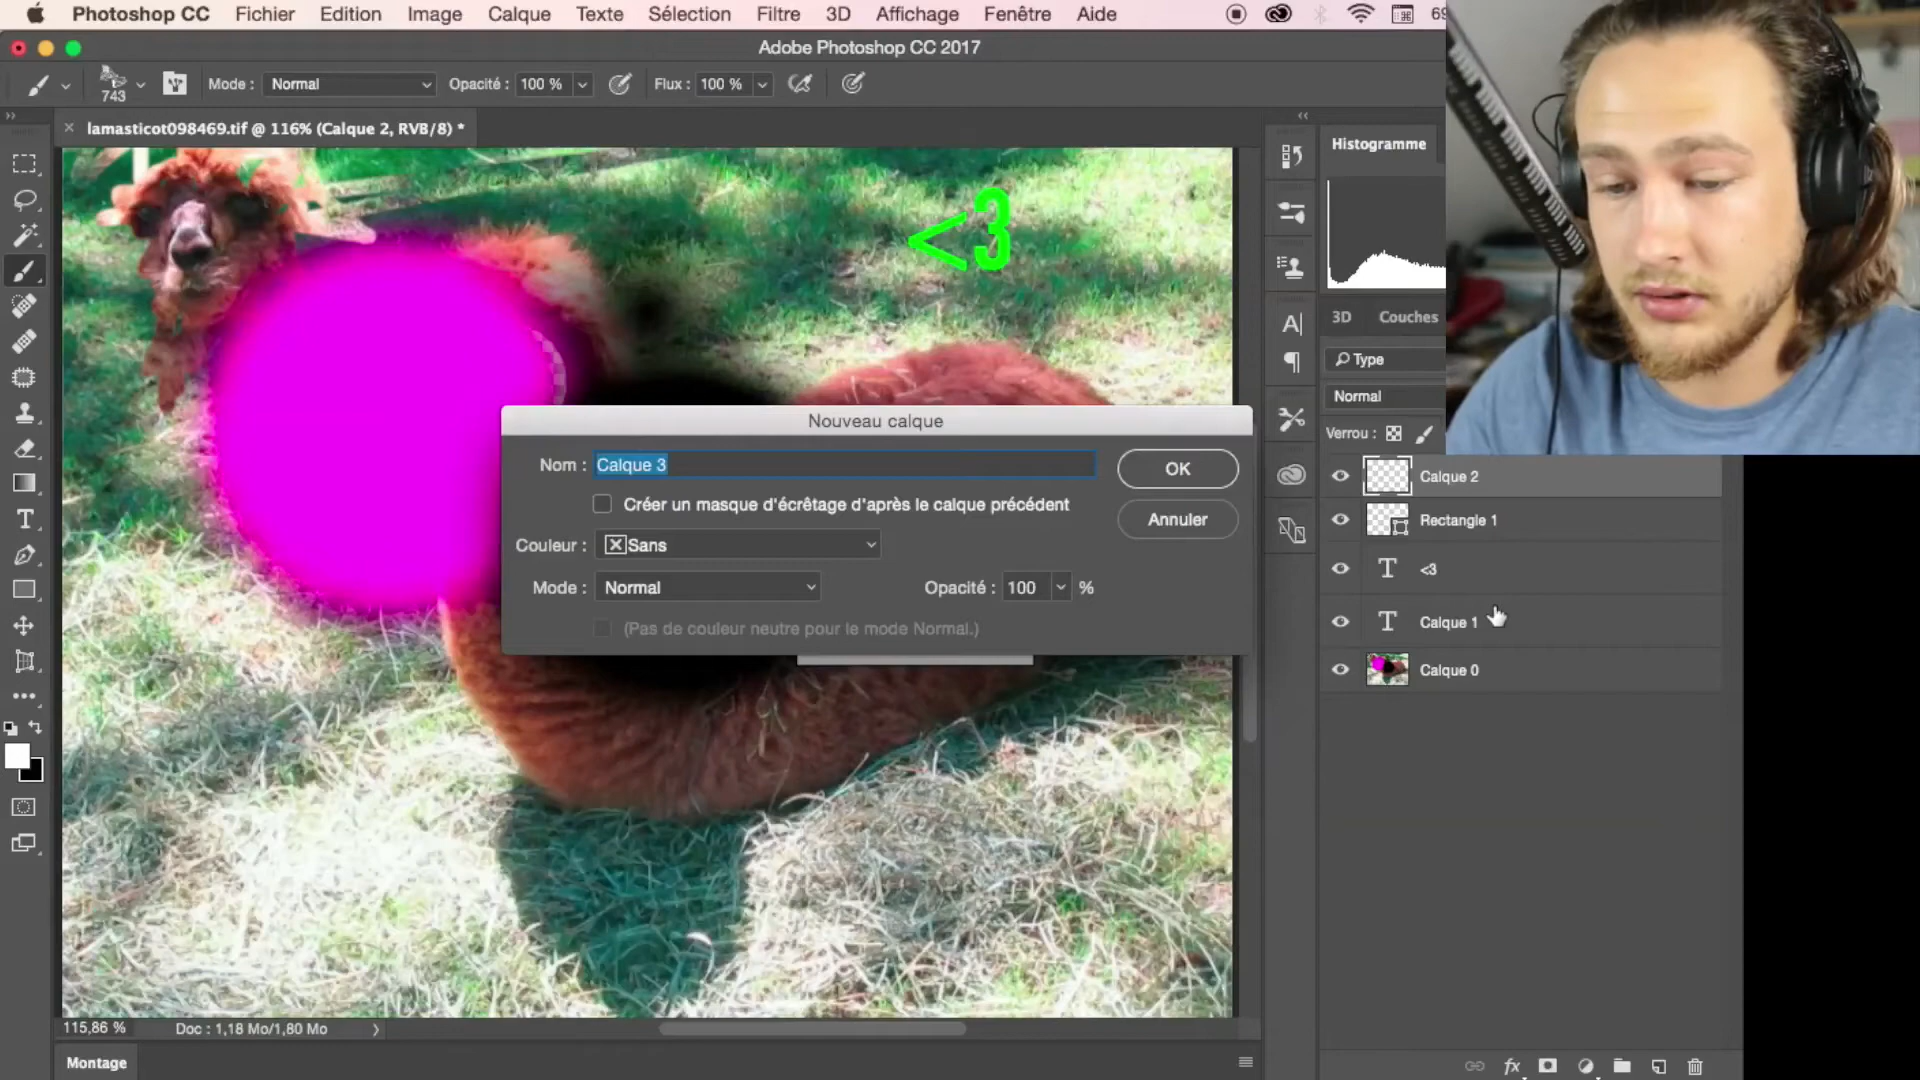 Photoshop CC Fichier Edition Image Calque Texte Sélection Filtre 3D Affichage Fenêtre Aide 69
Adobe Photoshop CC 2017
743 Mode : Normal Opacité : 100 % Flux : 100 %
lamasticot098469.tif @ 116% (Calque 2, RVB/8) *
Histogramme
<3
3D Couches
Type
Normal
Verrou :
Nouveau calque
Nom : Calque 3
OK
Créer un masque d'écrêtage d'après le calque précédent
Annuler
Couleur : Sans
Mode : Normal Opacité : 100 %
(Pas de couleur neutre pour le mode Normal.)
Calque 2
Rectangle 1
T <3
T Calque 1
Calque 0
115,86 % Doc : 1,18 Mo/1,80 Mo
Montage
fx